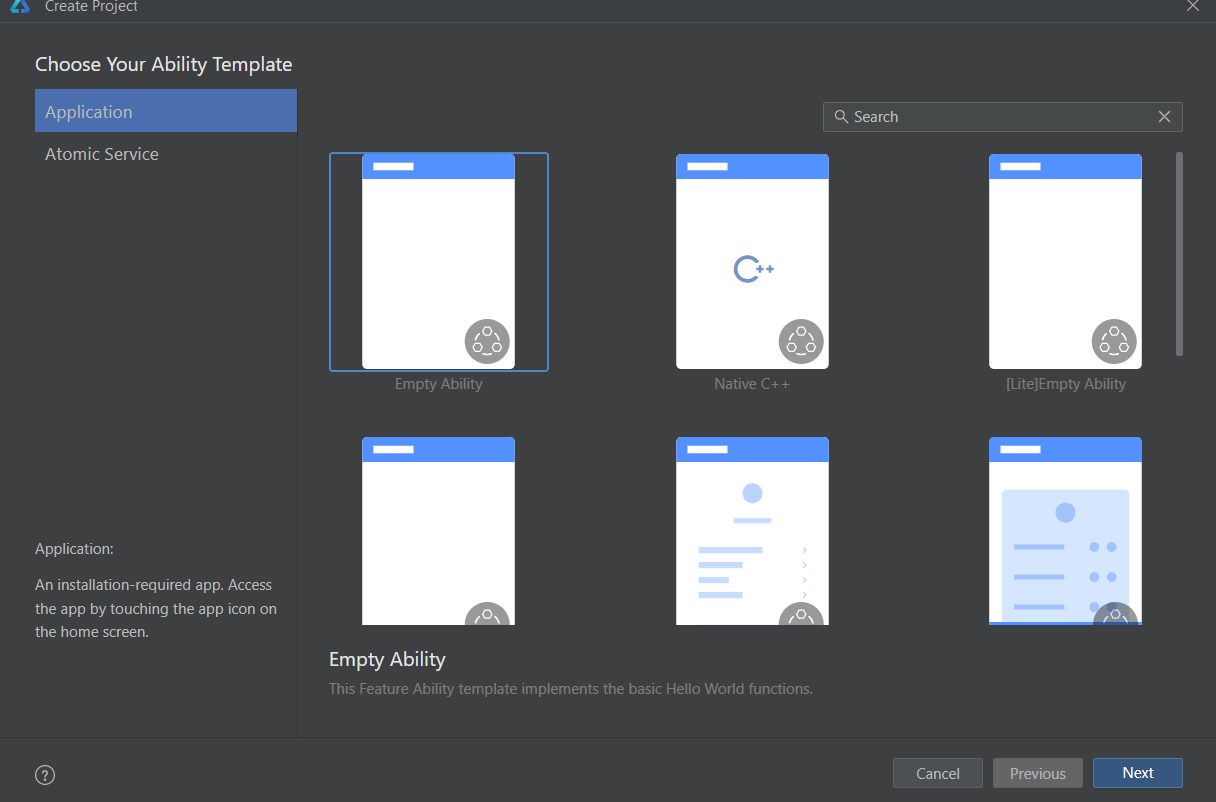 Create Project
Choose Your Ability Template
Application
Atomic Service
Search
C++
Empty Ability
Native C++
[Lite]Empty Ability
Application:
An installation-required app. Access
the app by touching the app icon on
the home screen.
Empty Ability
This Feature Ability template implements the basic Hello World functions.
?
Cancel
Previous
Next